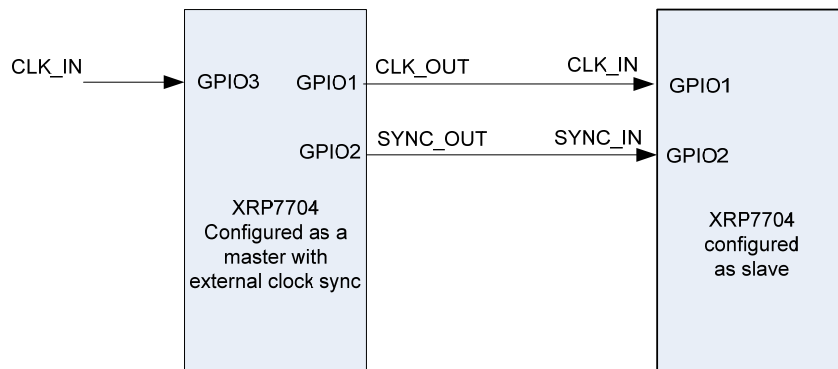 CLK_IN
GPIO3
GPIO1
CLK_OUT
CLK_IN
GPIO1
GPIO2
SYNC_OUT
SYNC_IN
GPIO2
XRP7704
Configured as a
master with
external clock sync
XRP7704
configured
as slave